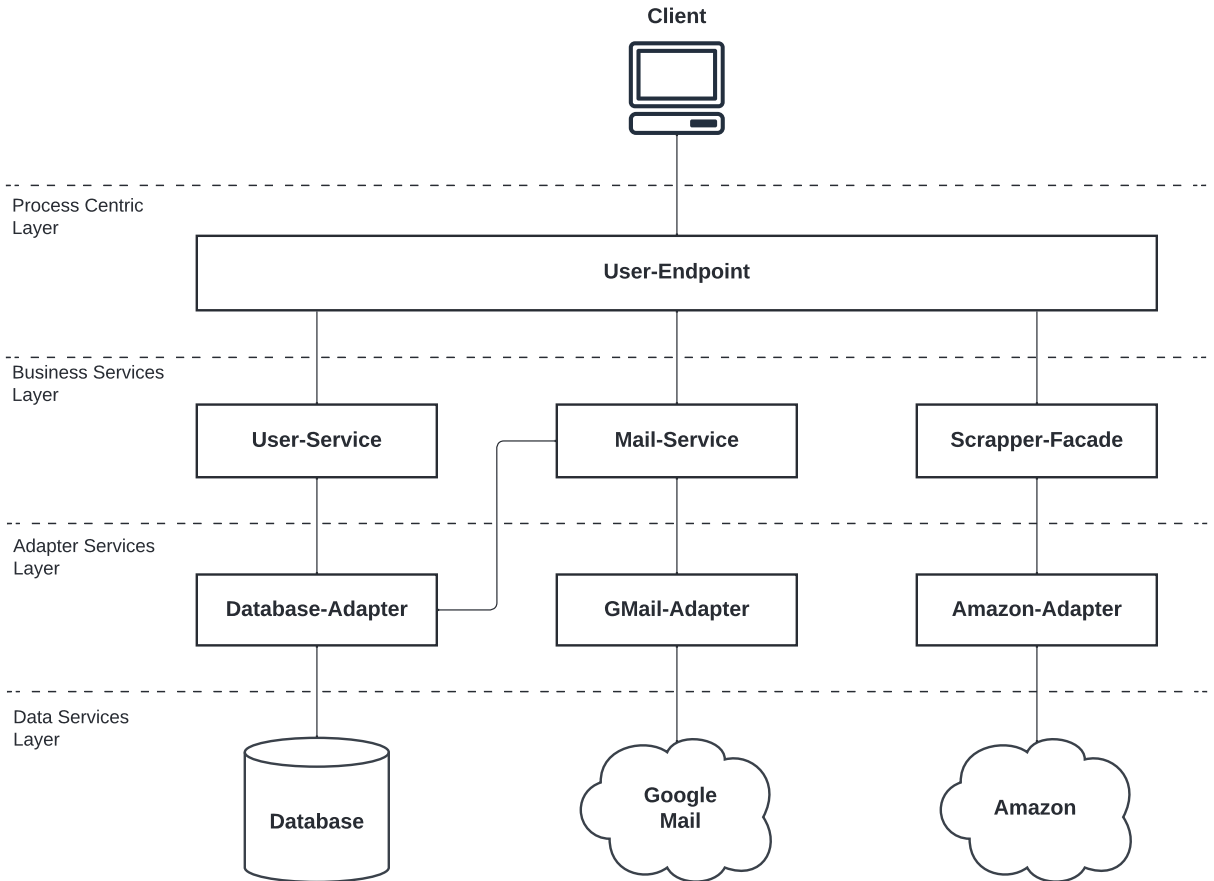 Client
Process Centric
Layer
User-Endpoint
Business Services
Layer
User-Service
Mail-Service
Scrapper-Facade
Adapter Services
Layer
Database-Adapter
GMail-Adapter
Amazon-Adapter
Data Services
Layer
Database
Google
Mail
Amazon